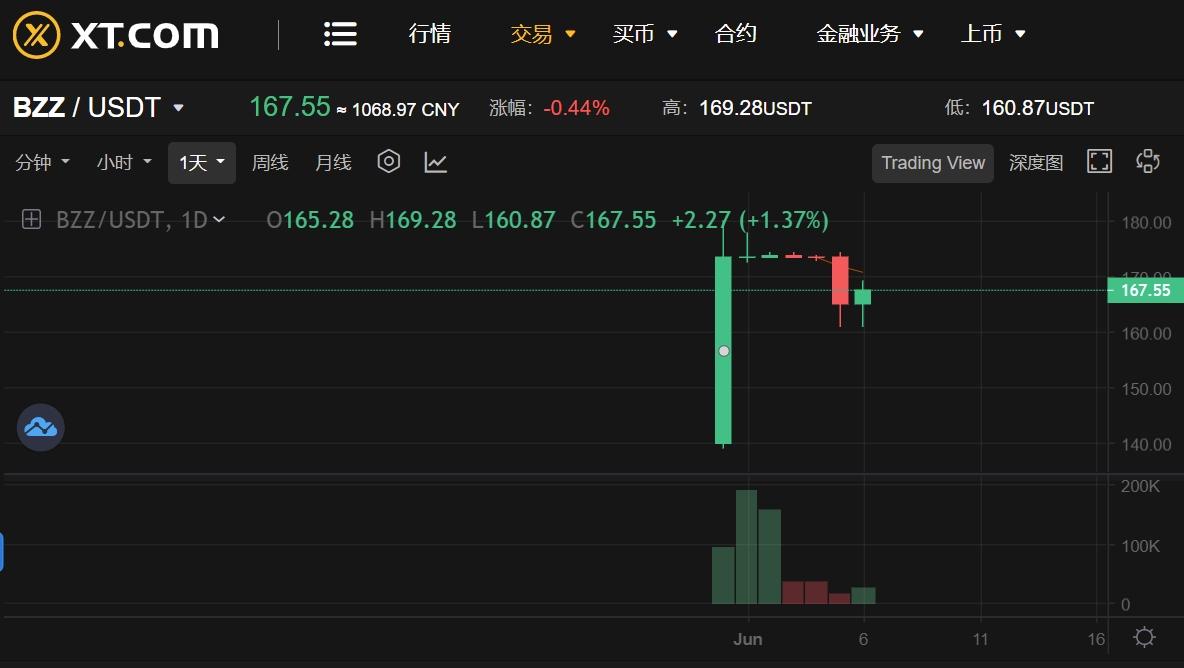 XT.COM 行情 交易 买币 合约 金融业务 上币
BZZ / USDT 167.55 ≈ 1068.97 CNY 涨幅: -0.44% 高: 169.28USDT 低: 160.87USDT
分钟 小时 1天 周线 月线 Trading View 深度图
BZZ/USDT, 1D O165.28 H169.28 L160.87 C167.55 +2.27 (+1.37%)
180.00
170.00
167.55
160.00
150.00
140.00
200K
100K
0
Jun 6 11 16